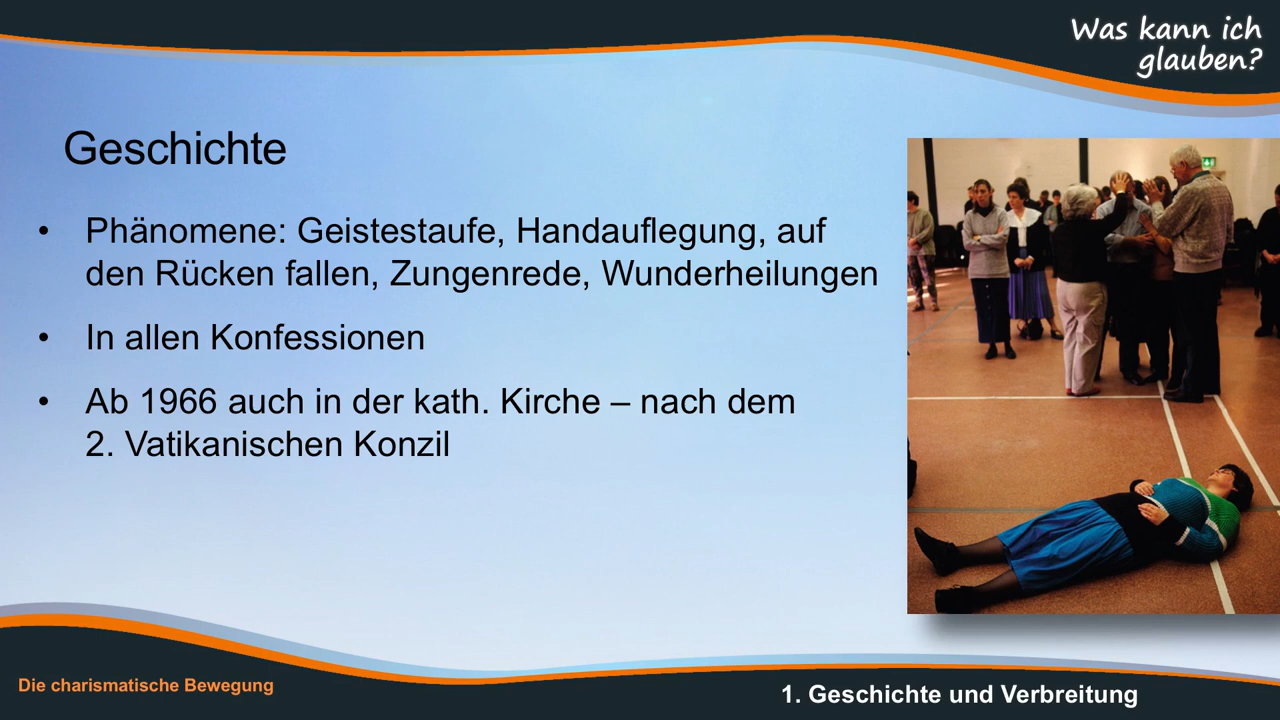 Was kann ich
glauben?
Geschichte
• Phänomene: Geistestaufe, Handauflegung, auf
den Rücken fallen, Zungenrede, Wunderheilungen
• In allen Konfessionen
• Ab 1966 auch in der kath. Kirche – nach dem
2. Vatikanischen Konzil
Die charismatische Bewegung
1. Geschichte und Verbreitung